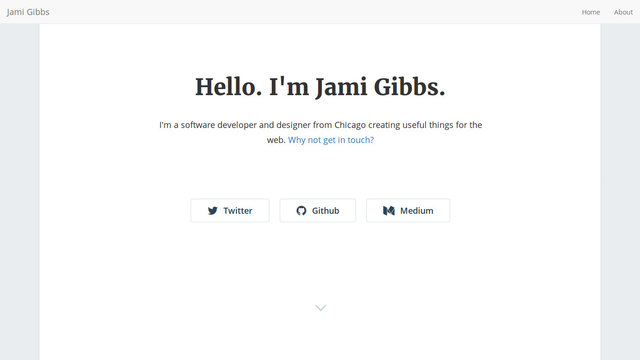 Jami Gibbs
Home
About
Hello. I'm Jami Gibbs.
I'm a software developer and designer from Chicago creating useful things for the
web. Why not get in touch?
Twitter
Github
Medium